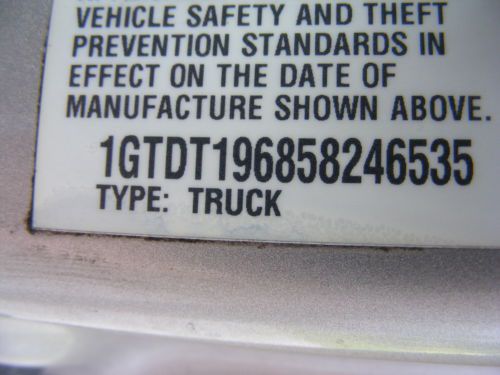 VEHICLE SAFETY AND THEFT
PREVENTION STANDARDS IN
EFFECT ON THE DATE OF
MANUFACTURE SHOWN ABOVE.
1GTDT196858246535
TYPE: TRUCK